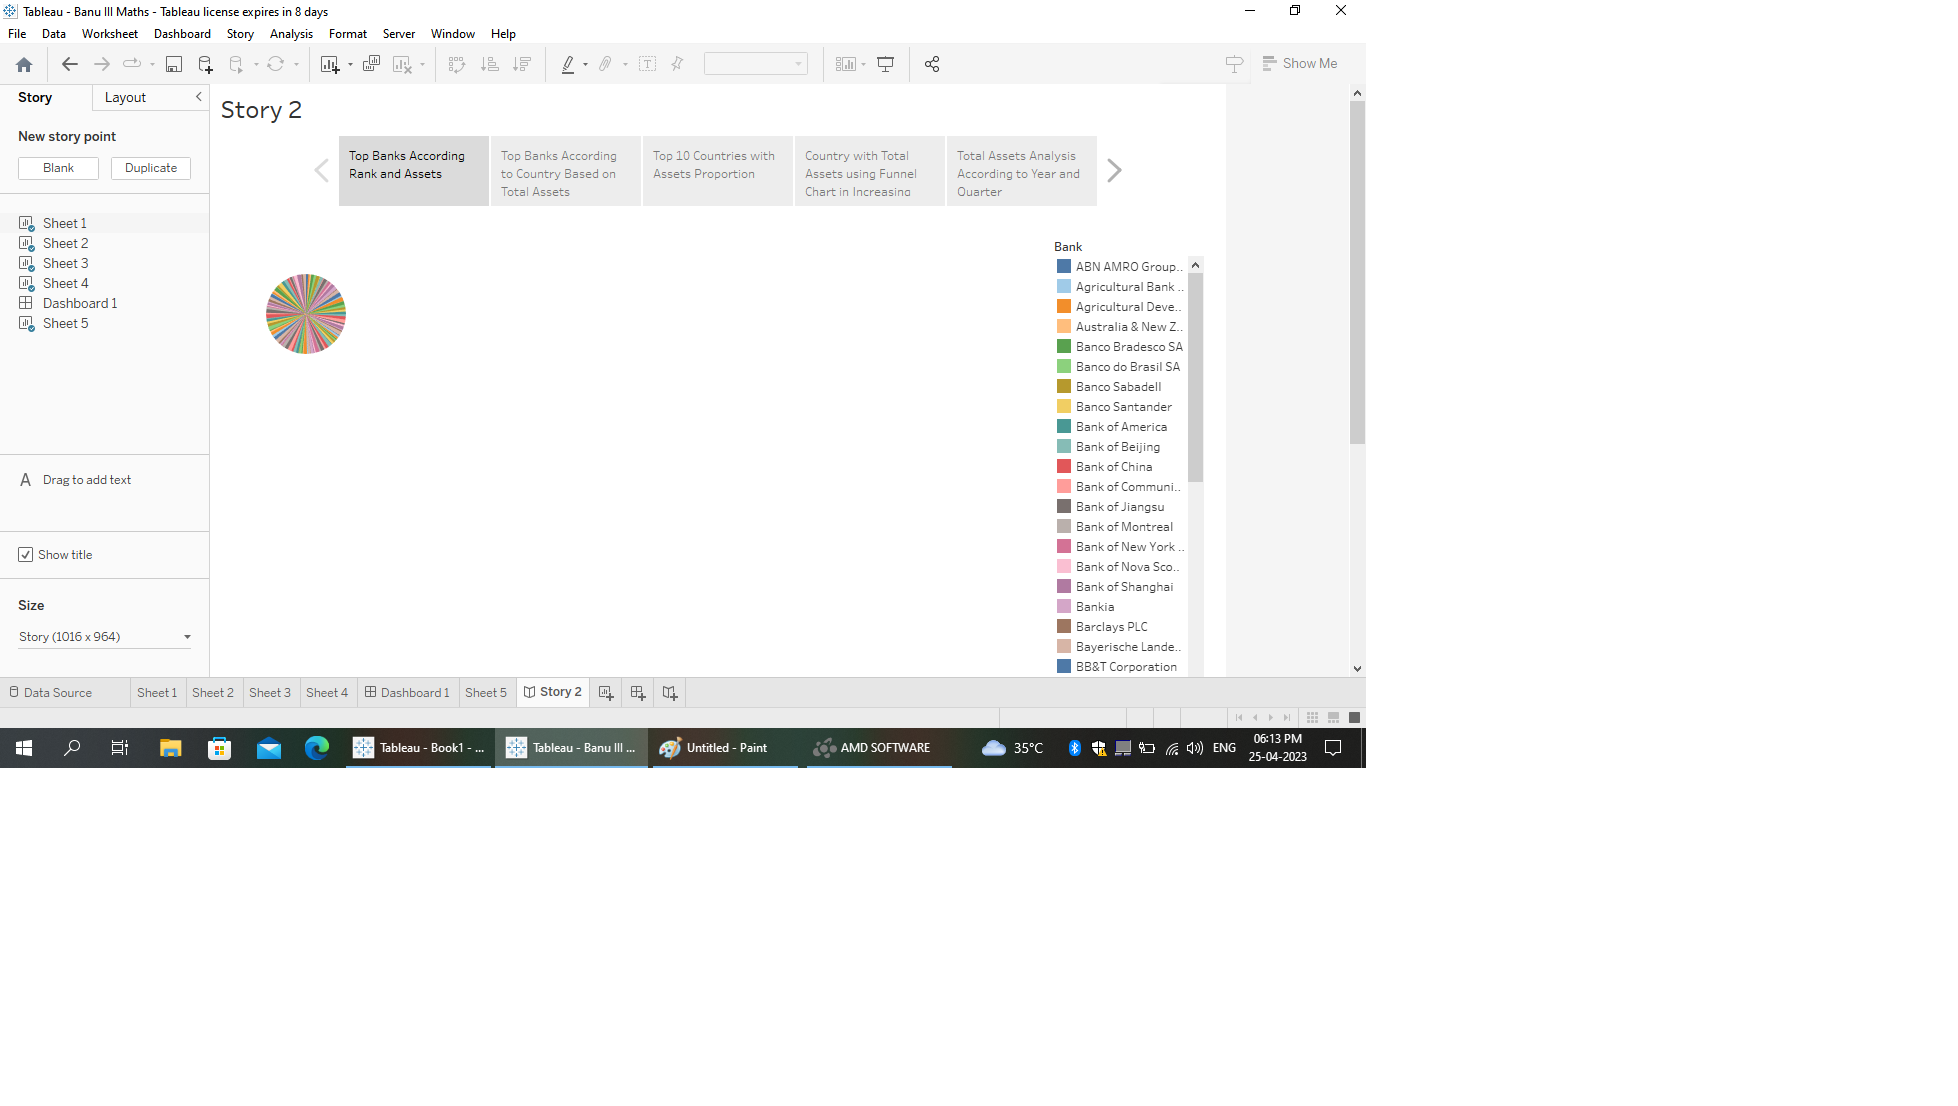 Tableau - Banu III Maths - Tableau license expires in 8 days
File Data Worksheet Dashboard Story Analysis Format Server Window Help
Show Me
Story Layout
New story point
Blank Duplicate
Sheet 1
Sheet 2
Sheet 3
Sheet 4
Dashboard 1
Sheet 5
A Drag to add text
Show title
Size
Story (1016 x 964)
Story 2
Top Banks According
Rank and Assets
Top Banks According
to Country Based on
Total Assets
Top 10 Countries with
Assets Proportion
Country with Total
Assets using Funnel
Chart in Increasing
Total Assets Analysis
According to Year and
Quarter
Bank
ABN AMRO Group..
Agricultural Bank ..
Agricultural Deve..
Australia & New Z..
Banco Bradesco SA
Banco do Brasil SA
Banco Sabadell
Banco Santander
Bank of America
Bank of Beijing
Bank of China
Bank of Communi..
Bank of Jiangsu
Bank of Montreal
Bank of New York ..
Bank of Nova Sco..
Bank of Shanghai
Bankia
Barclays PLC
Bayerische Lande..
BB&T Corporation
Data Source Sheet 1 Sheet 2 Sheet 3 Sheet 4 Dashboard 1 Sheet 5 Story 2
Tableau - Book1 - ... Tableau - Banu III ... Untitled - Paint AMD SOFTWARE 35°C ENG 06:13 PM
25-04-2023